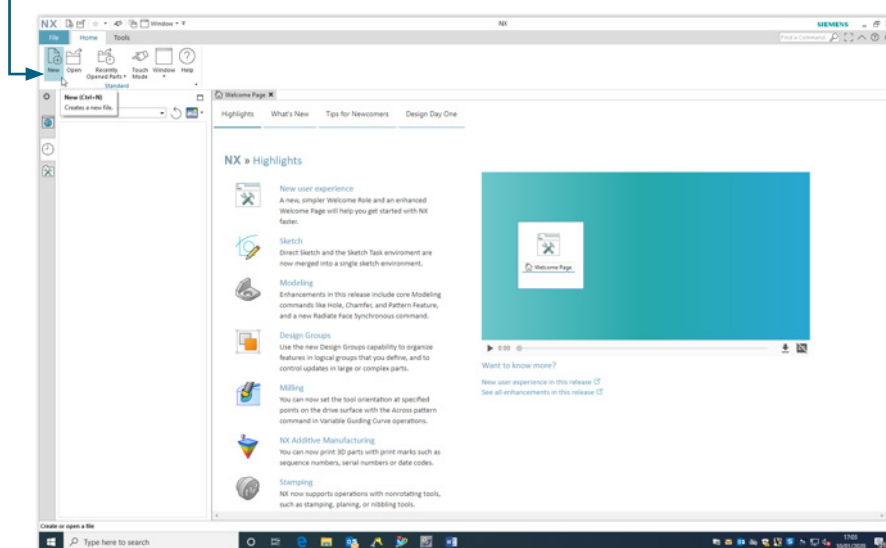 NX
Window
NX
SIEMENS
File
Home
Tools
Find a Command
New
Open
Recently
Opened Parts
Touch
Mode
Window
Help
Standard
New (Ctrl+N)
Creates a new file.
Welcome Page
Highlights
What's New
Tips for Newcomers
Design Day One
NX » Highlights
New user experience
A new, simpler Welcome Role and an enhanced
Welcome Page will help you get started with NX
faster.
Sketch
Direct Sketch and the Sketch Task enviroment are
now merged into a single sketch environment.
Modeling
Enhancements in this release include core Modeling
commands like Hole, Chamfer, and Pattern Feature,
and a new Radiate Face Synchronous command.
Design Groups
Use the new Design Groups capability to organize
features in logical groups that you define, and to
control updates in large or complex parts.
Milling
You can now set the tool orientation at specified
points on the drive surface with the Across pattern
command in Variable Guiding Curve operations.
NX Additive Manufacturing
You can now print 3D parts with print marks such as
sequence numbers, serial numbers or date codes.
Stamping
NX now supports operations with nonrotating tools,
such as stamping, planing, or nibbling tools.
Welcome Page
0:00
Want to know more?
New user experience in this release
See all enhancements in this release
Create or open a file
Type here to search
17:03
10/01/2020